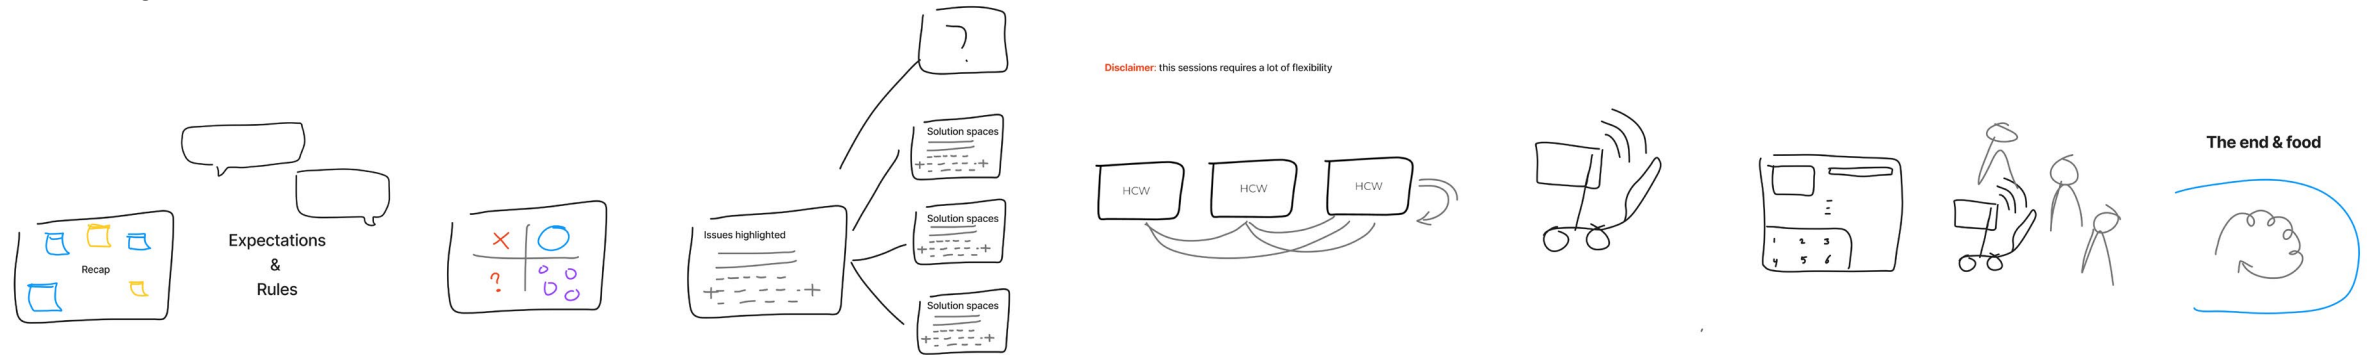 Recap
Expectations
&
Rules
?
Issues highlighted
?
Solution spaces
Solution spaces
Solution spaces
Disclaimer: this sessions requires a lot of flexibility
HCW
HCW
HCW
1 2 3
4 5 6
The end & food